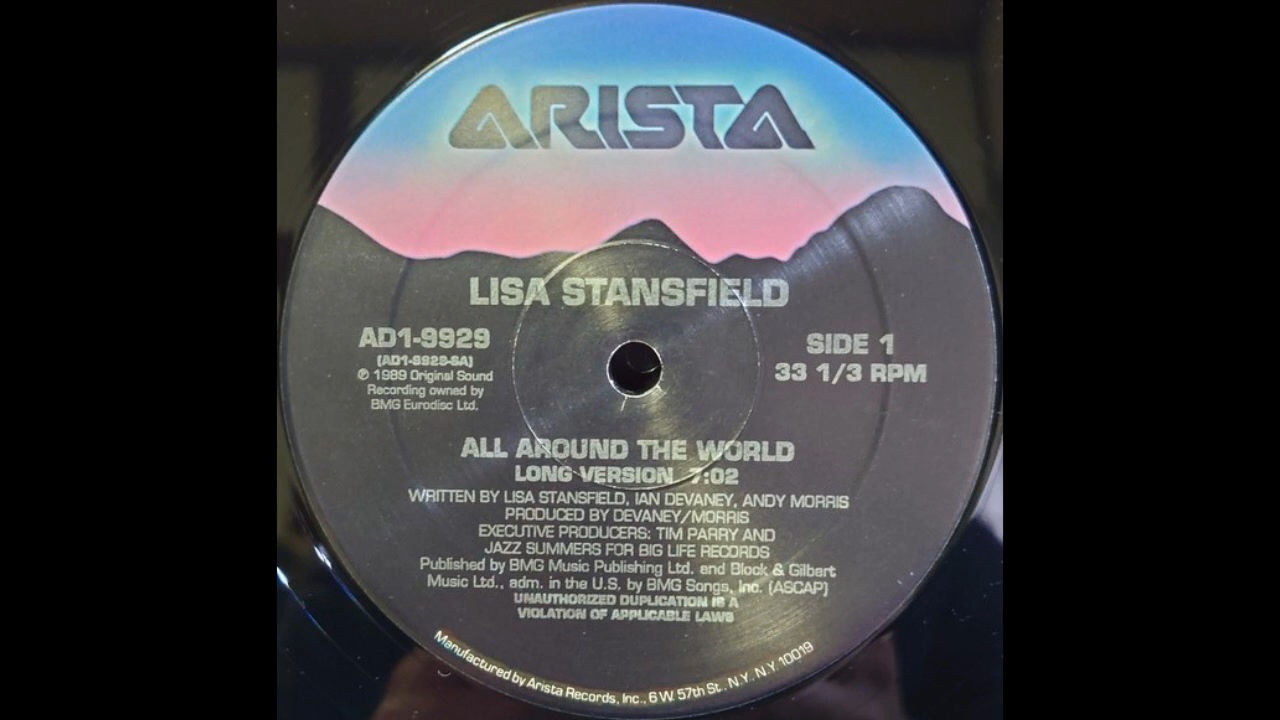 ARISTA
LISA STANSFIELD
AD1-9929
(AD1-9929-SA)
℗ 1989 Original Sound
Recording owned by
BMG Eurodisc Ltd.
SIDE 1
33 1/3 RPM
ALL AROUND THE WORLD
LONG VERSION 7:02
WRITTEN BY LISA STANSFIELD, IAN DEVANEY, ANDY MORRIS
PRODUCED BY DEVANEY/MORRIS
EXECUTIVE PRODUCERS: TIM PARRY AND
JAZZ SUMMERS FOR BIG LIFE RECORDS
Published by BMG Music Publishing Ltd. and Block & Gilbert
Music Ltd., adm. in the U.S. by BMG Songs, Inc. (ASCAP)
UNAUTHORIZED DUPLICATION IS A
VIOLATION OF APPLICABLE LAWS
Manufactured by Arista Records, Inc., 6 W. 57th St., N.Y., N.Y. 10019